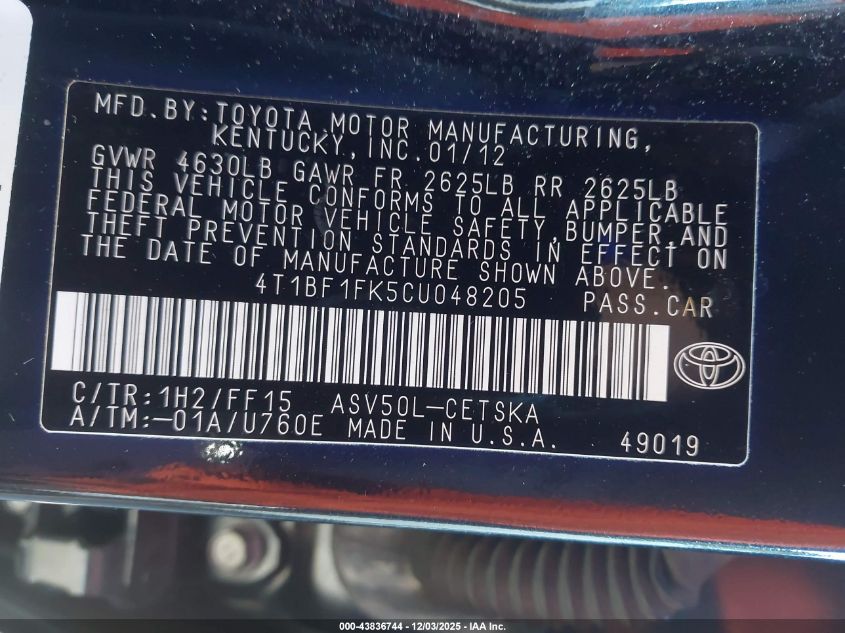 MFD.BY:TOYOTA MOTOR MANUFACTURING,
KENTUCKY, INC.01/12
GVWR 4630LB GAWR FR 2625LB RR 2625LB
THIS VEHICLE CONFORMS TO ALL APPLICABLE
FEDERAL MOTOR VEHICLE SAFETY,BUMPER,AND
THEFT PREVENTION STANDARDS IN EFFECT ON
THE DATE OF MANUFACTURE SHOWN ABOVE.
4T1BF1FK5CU048205 PASS.CAR
C/TR:1H2/FF15 ASV50L-CETSKA
A/TM:-01A/U760E MADE IN U.S.A. 49019
000-43836744 - 12/03/2025 - IAA Inc.